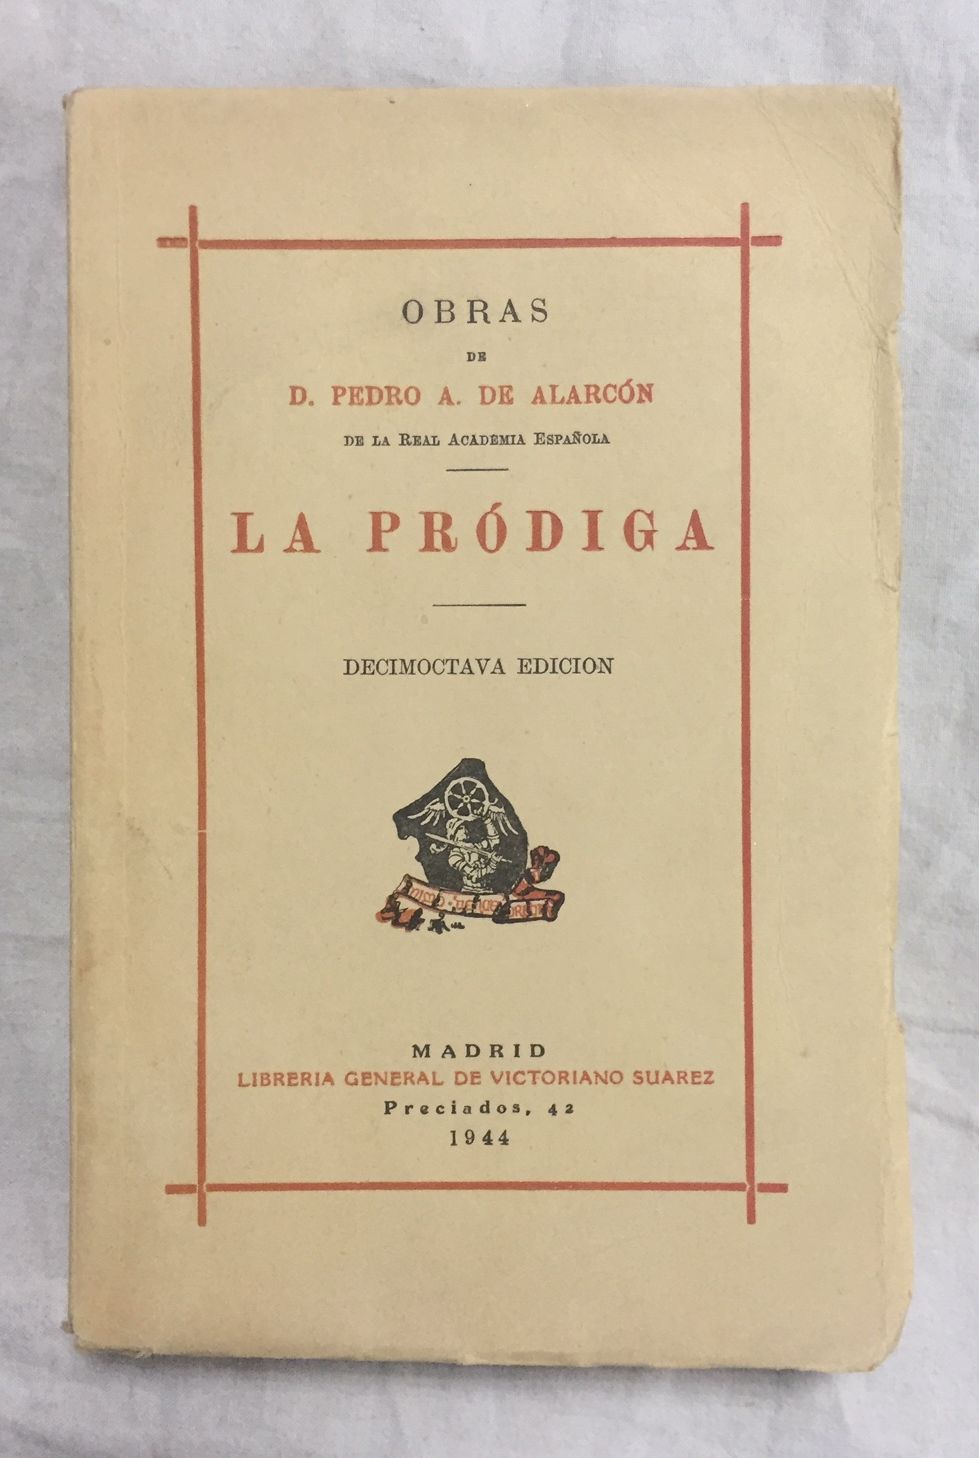 OBRAS
DE
D. PEDRO A. DE ALARCÓN
DE LA REAL ACADEMIA ESPAÑOLA
LA PRÓDIGA
DECIMOCTAVA EDICION
MADRID
LIBRERIA GENERAL DE VICTORIANO SUAREZ
Preciados, 42
1944